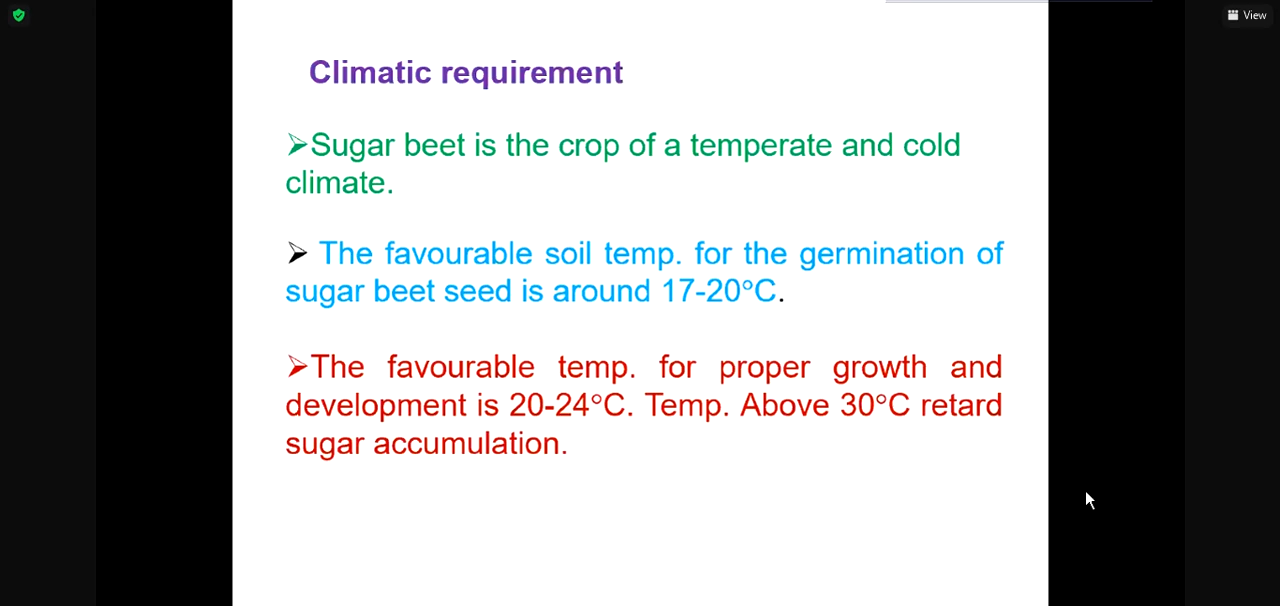 View
Climatic requirement
➢Sugar beet is the crop of a temperate and cold
climate.
➢ The favourable soil temp. for the germination of
sugar beet seed is around 17-20°C.
➢The favourable temp. for proper growth and
development is 20-24°C. Temp. Above 30°C retard
sugar accumulation.